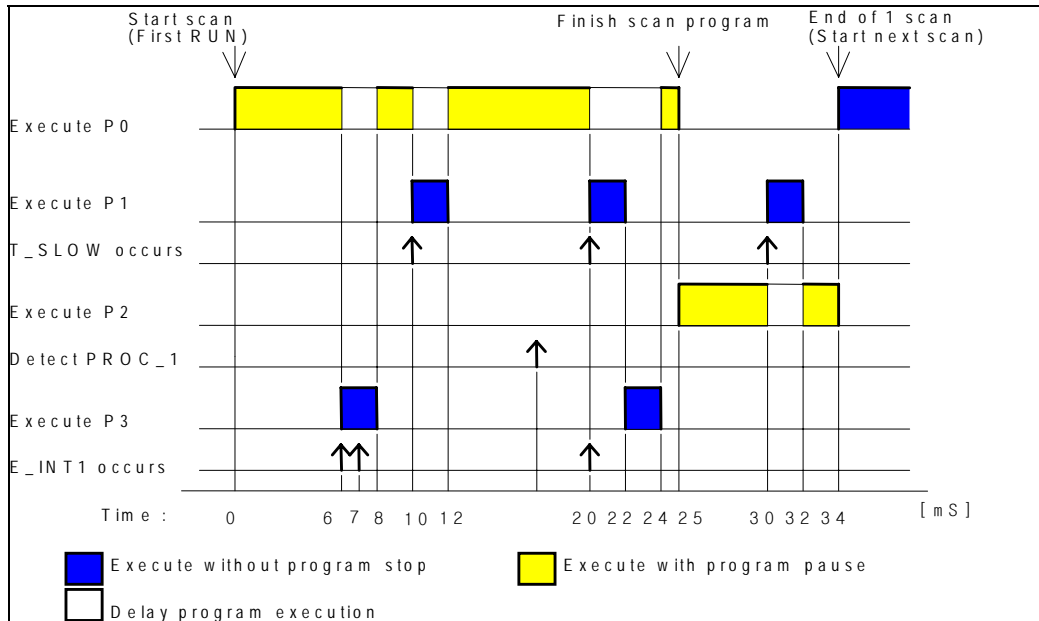 Start scan
(First RUN)
Finish scan program
End of 1 scan
(Start next scan)
Execute P0
Execute P1
T_SLOW occurs
Execute P2
Detect PROC_1
Execute P3
E_INT1 occurs
Time : 0 6 7 8 10 12 20 22 24 25 30 32 34 [mS]
Execute without program stop
Execute with program pause
Delay program execution